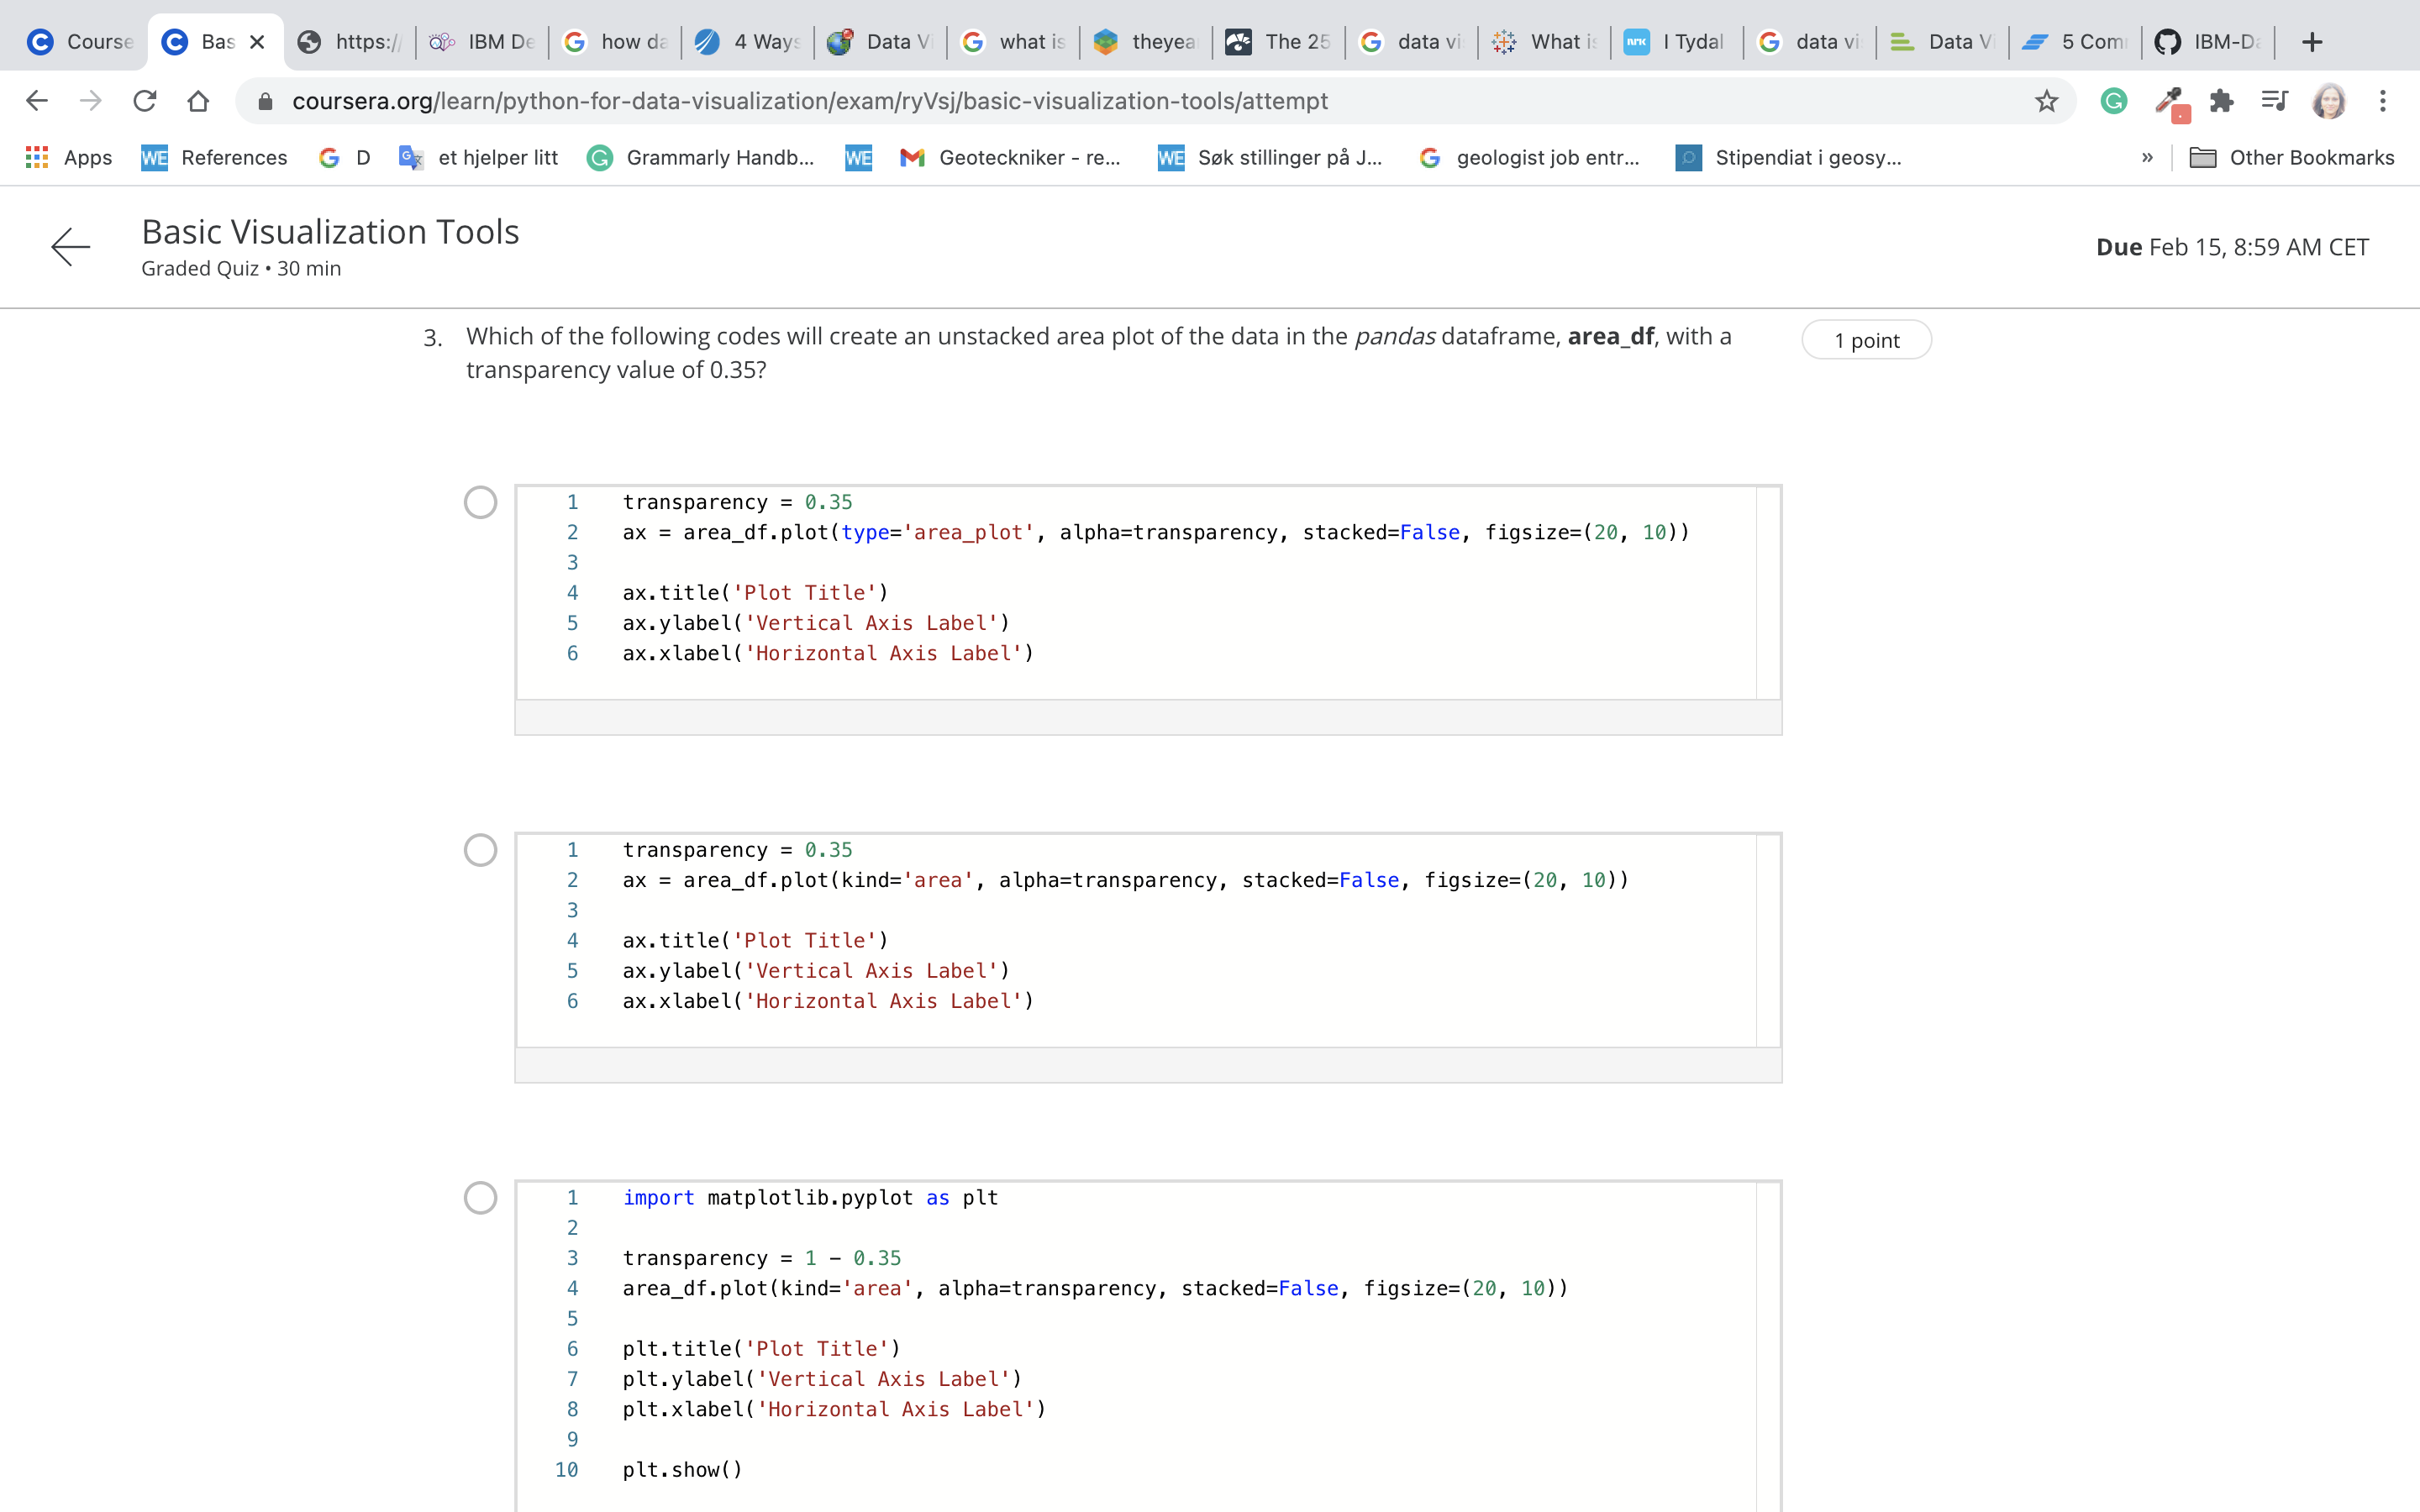 Course Bas https:/ IBM De how da 4 Ways Data Vi what is theyea The 25 data vi What is I Tydal data vi Data Vi 5 Com IBM-Da
coursera.org/learn/python-for-data-visualization/exam/ryVsj/basic-visualization-tools/attempt
Apps WE References G D et hjelper litt Grammarly Handb... WE Geoteckniker - re... WE Søk stillinger på J... geologist job entr... Stipendiat i geosy... » Other Bookmarks
Basic Visualization Tools
Graded Quiz • 30 min
Due Feb 15, 8:59 AM CET
3. Which of the following codes will create an unstacked area plot of the data in the pandas dataframe, area_df, with a
transparency value of 0.35?
1 point
1 transparency = 0.35
2 ax = area_df.plot(type='area_plot', alpha=transparency, stacked=False, figsize=(20, 10))
3
4 ax.title('Plot Title')
5 ax.ylabel('Vertical Axis Label')
6 ax.xlabel('Horizontal Axis Label')
1 transparency = 0.35
2 ax = area_df.plot(kind='area', alpha=transparency, stacked=False, figsize=(20, 10))
3
4 ax.title('Plot Title')
5 ax.ylabel('Vertical Axis Label')
6 ax.xlabel('Horizontal Axis Label')
1 import matplotlib.pyplot as plt
2
3 transparency = 1 - 0.35
4 area_df.plot(kind='area', alpha=transparency, stacked=False, figsize=(20, 10))
5
6 plt.title('Plot Title')
7 plt.ylabel('Vertical Axis Label')
8 plt.xlabel('Horizontal Axis Label')
9
10 plt.show()